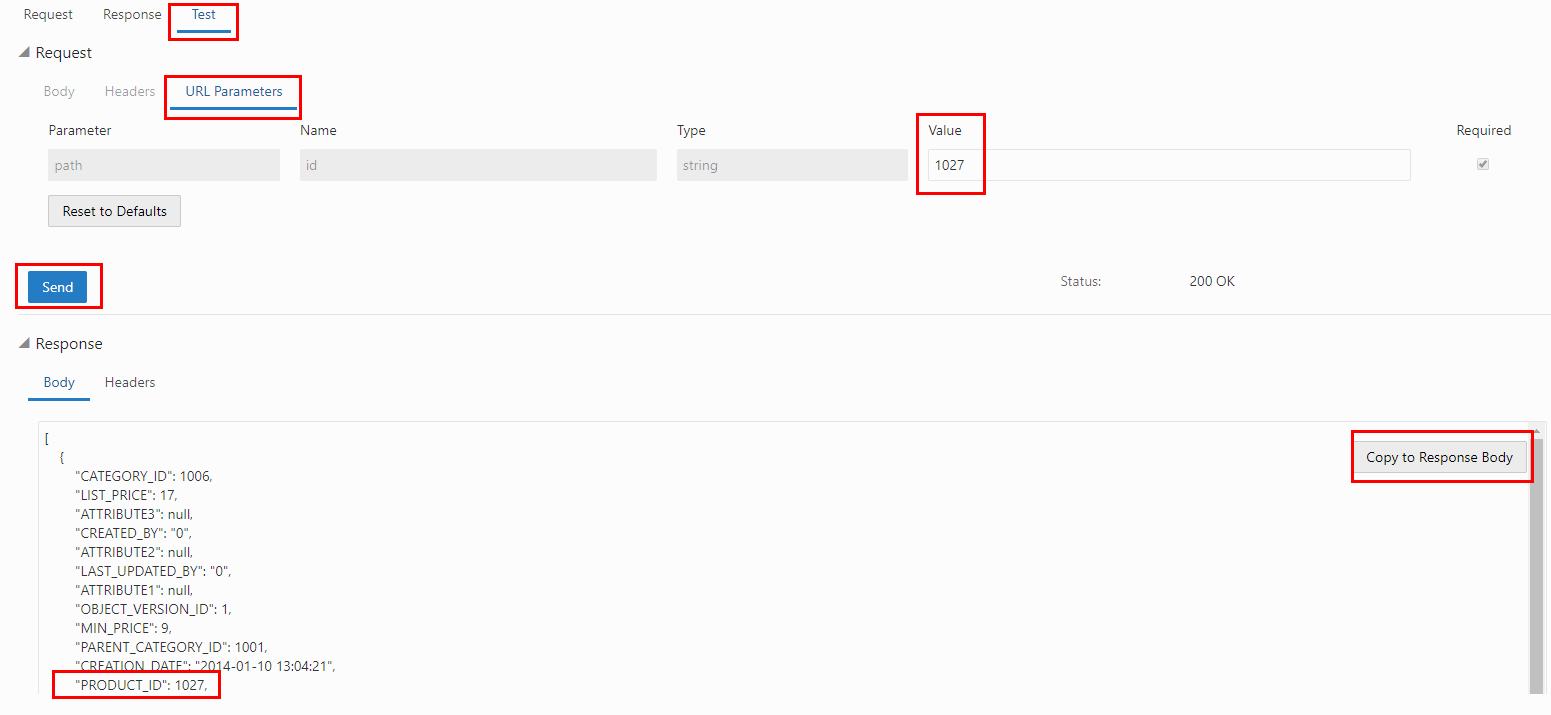 Request Response Test
Request
Body Headers URL Parameters
Parameter Name Type Value Required
path id string 1027
Reset to Defaults
Send Status: 200 OK
Response
Body Headers
[
Copy to Response Body
{
"CATEGORY_ID": 1006,
"LIST_PRICE": 17,
"ATTRIBUTE3": null,
"CREATED_BY": "0",
"ATTRIBUTE2": null,
"LAST_UPDATED_BY": "0",
"ATTRIBUTE1": null,
"OBJECT_VERSION_ID": 1,
"MIN_PRICE": 9,
"PARENT_CATEGORY_ID": 1001,
"CREATION_DATE": "2014-01-10 13:04:21",
"PRODUCT_ID": 1027,